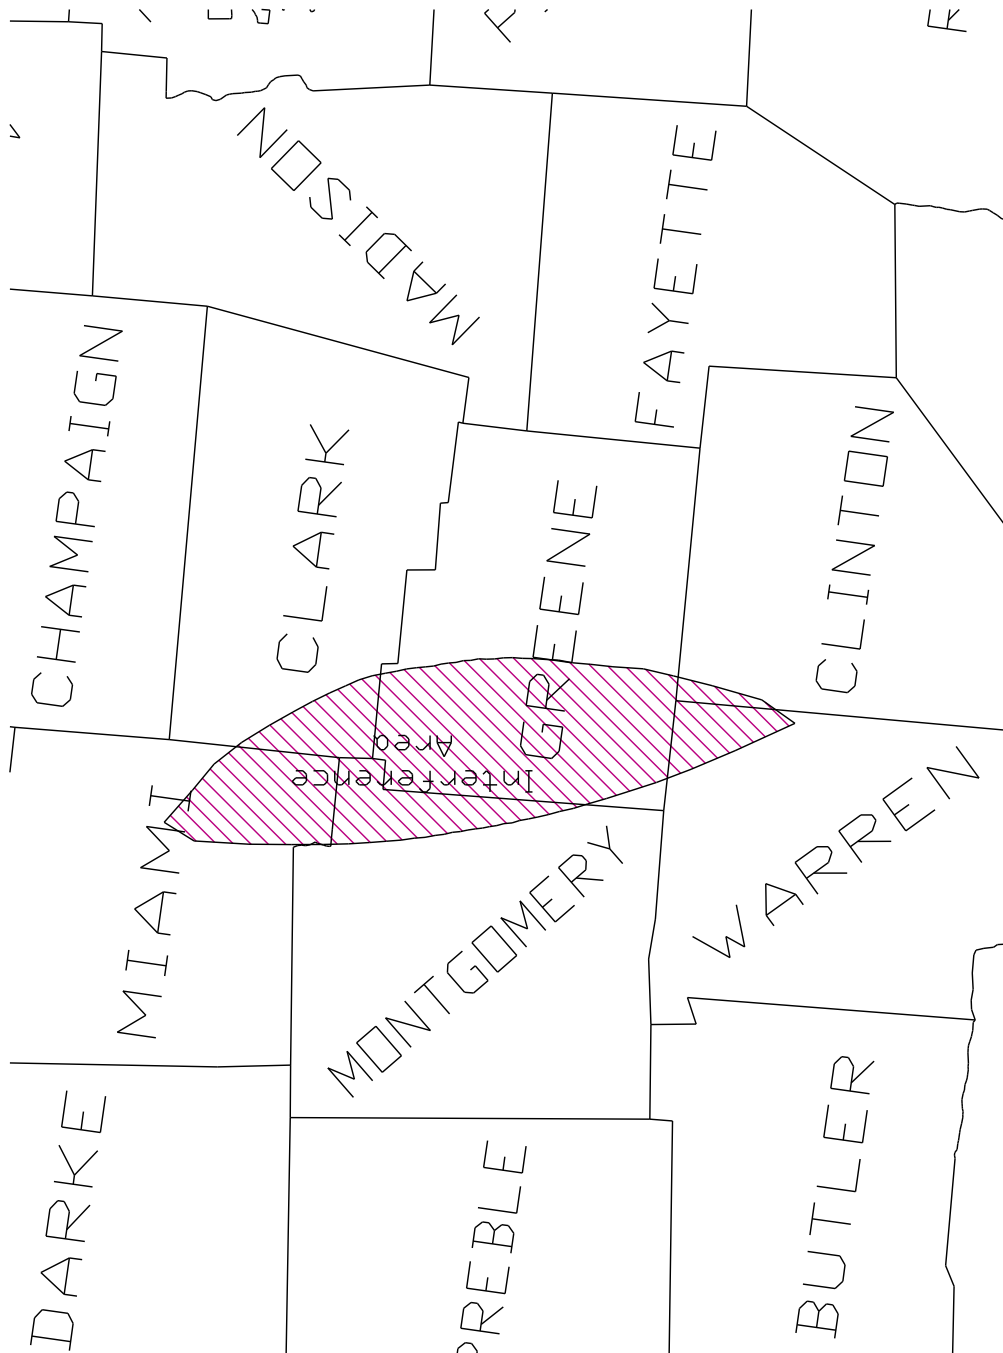 MADISON
FAYETTE
CHAMPAIGN
CLARK
GREENE
CLINTON
Interference
Area
MIAMI
MONTGOMERY
WARREN
DARKE
PREBLE
BUTLER